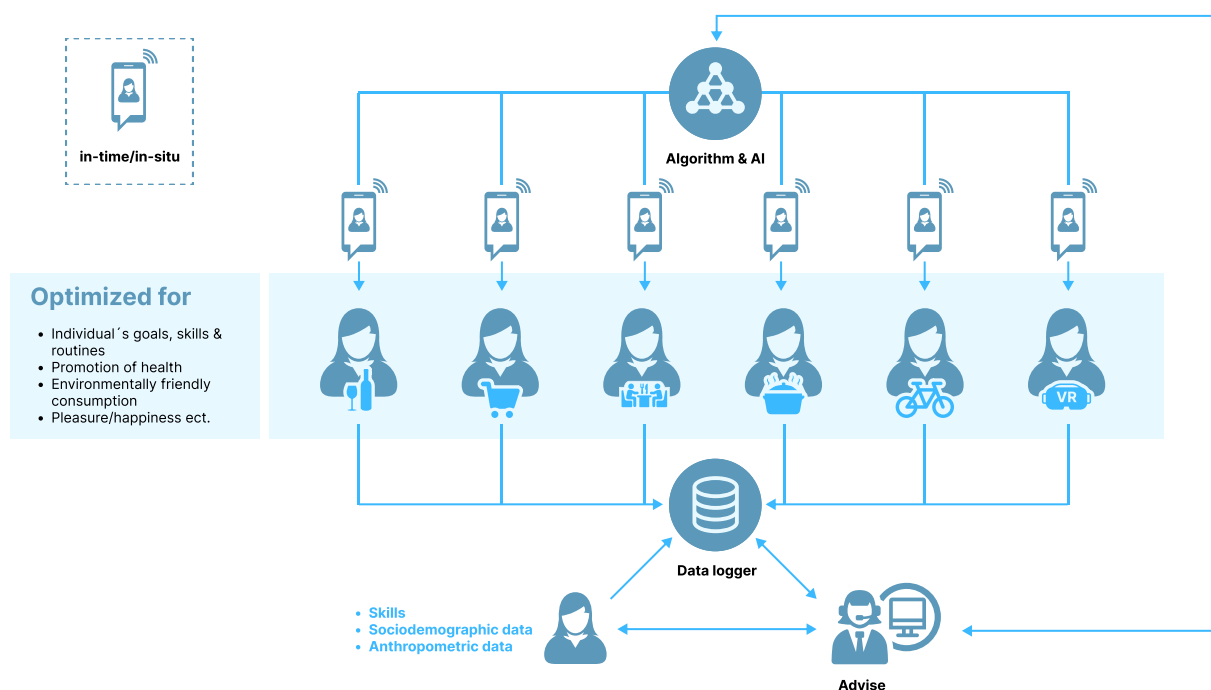 in-time/in-situ
Algorithm & AI
Optimized for
• Individual´s goals, skills &
routines
• Promotion of health
• Environmentally friendly
consumption
• Pleasure/happiness ect.
VR
Data logger
• Skills
• Sociodemographic data
• Anthropometric data
Advise